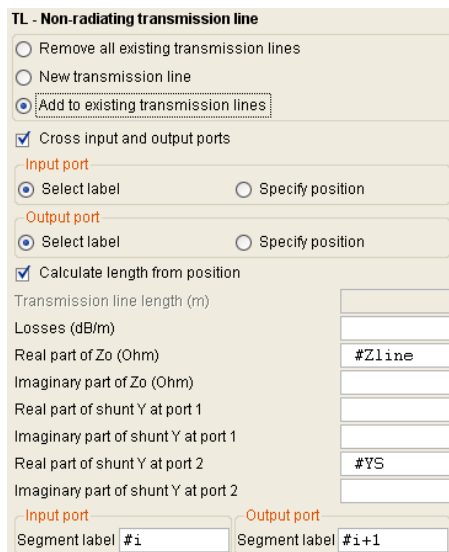 TL - Non-radiating transmission line
Remove all existing transmission lines
New transmission line
Add to existing transmission lines
Cross input and output ports
Input port
Select label Specify position
Output port
Select label Specify position
Calculate length from position
Transmission line length (m)
Losses (dB/m)
Real part of Zo (Ohm) #Zline
Imaginary part of Zo (Ohm)
Real part of shunt Y at port 1
Imaginary part of shunt Y at port 1
Real part of shunt Y at port 2 #YS
Imaginary part of shunt Y at port 2
Input port Output port
Segment label #i Segment label #i+1